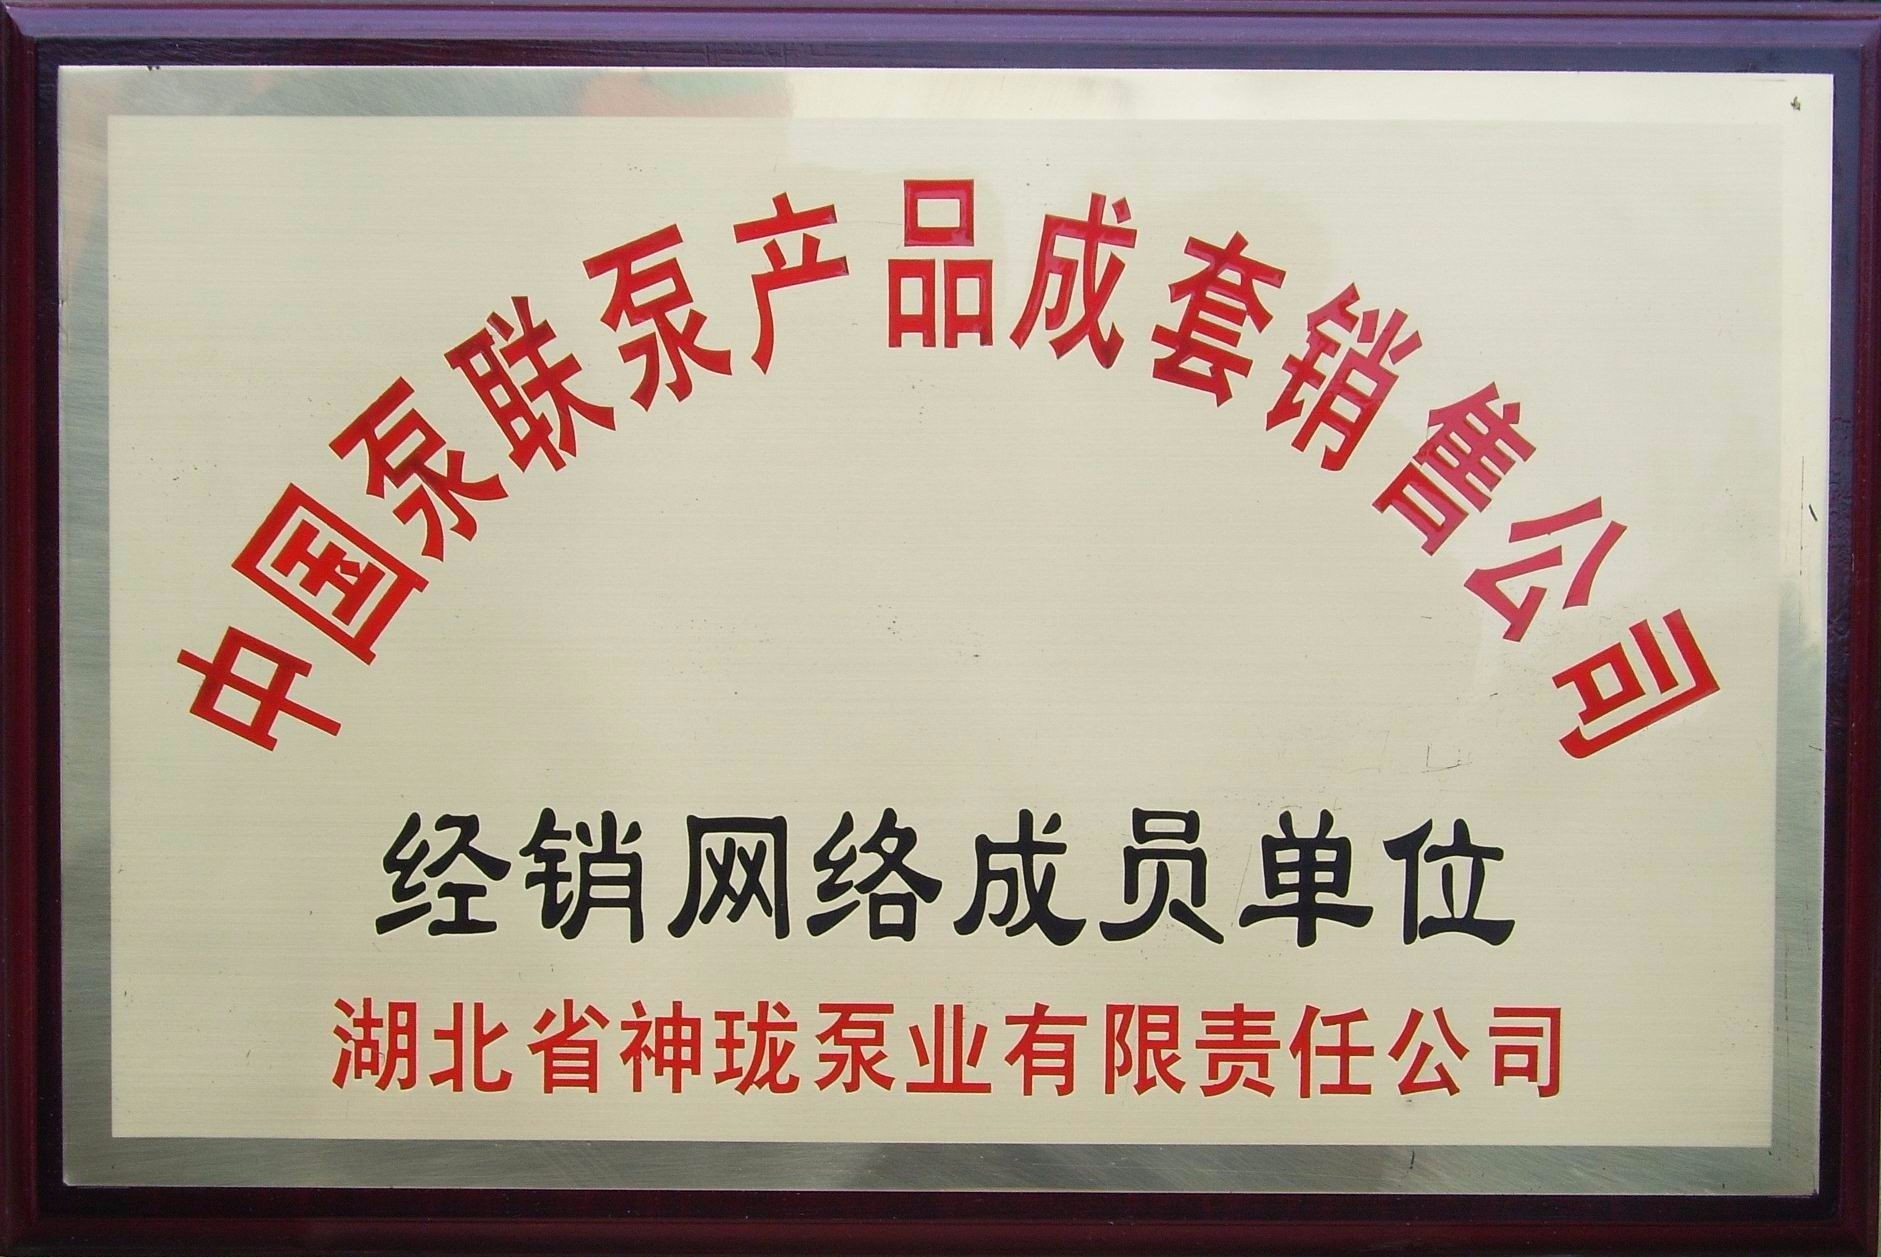 中国泵联泵产品成套销售公司
经销网络成员单位
湖北省神珑泵业有限责任公司